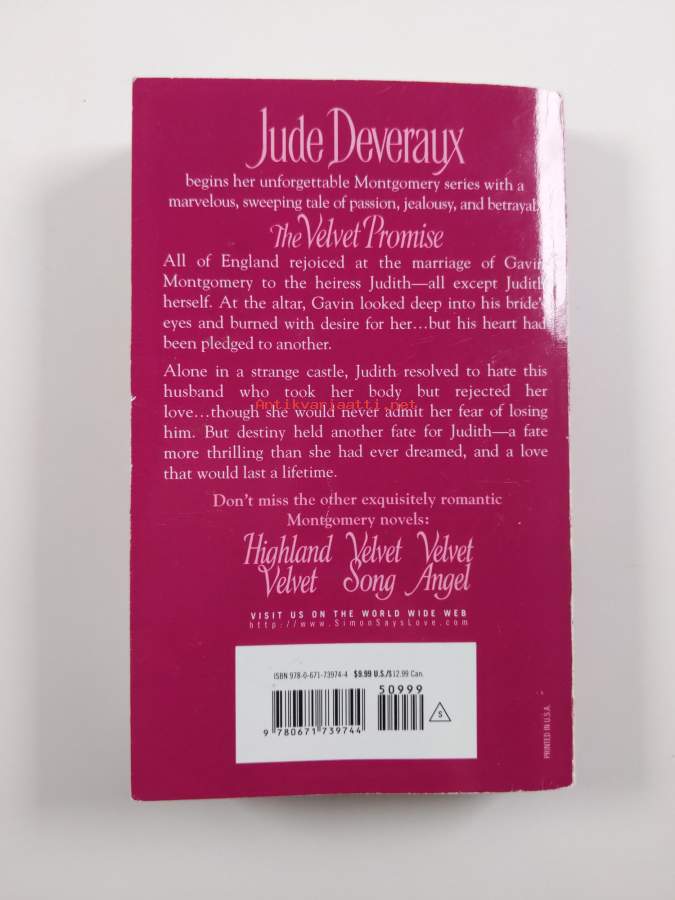 Jude Deveraux
begins her unforgettable Montgomery series with a
marvelous, sweeping tale of passion, jealousy, and betrayal.
The Velvet Promise
All of England rejoiced at the marriage of Gavin
Montgomery to the heiress Judith—all except Judith
herself. At the altar, Gavin looked deep into his bride's
eyes and burned with desire for her...but his heart had
been pledged to another.
Alone in a strange castle, Judith resolved to hate this
husband who took her body but rejected her
Antikvariaatti.net
love...though she would never admit her fear of losing
him. But destiny held another fate for Judith—a fate
more thrilling than she had ever dreamed, and a love
that would last a lifetime.
Don't miss the other exquisitely romantic
Montgomery novels:
Highland Velvet Velvet
Velvet Song Angel
VISIT US ON THE WORLD WIDE WEB
http://www.SimonSaysLove.com
ISBN 978-0-671-73974-4 $9.99 U.S./$12.99 Can.
50999
S
9 780671 739744
PRINTED IN U.S.A.